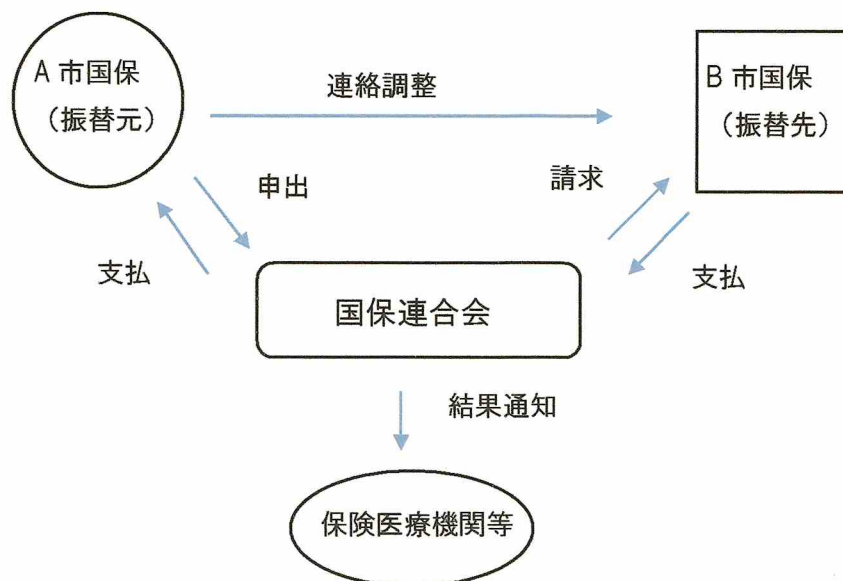 A 市国保
（振替元）
連絡調整
B 市国保
（振替先）
申出
請求
支払
支払
国保連合会
結果通知
保険医療機関等